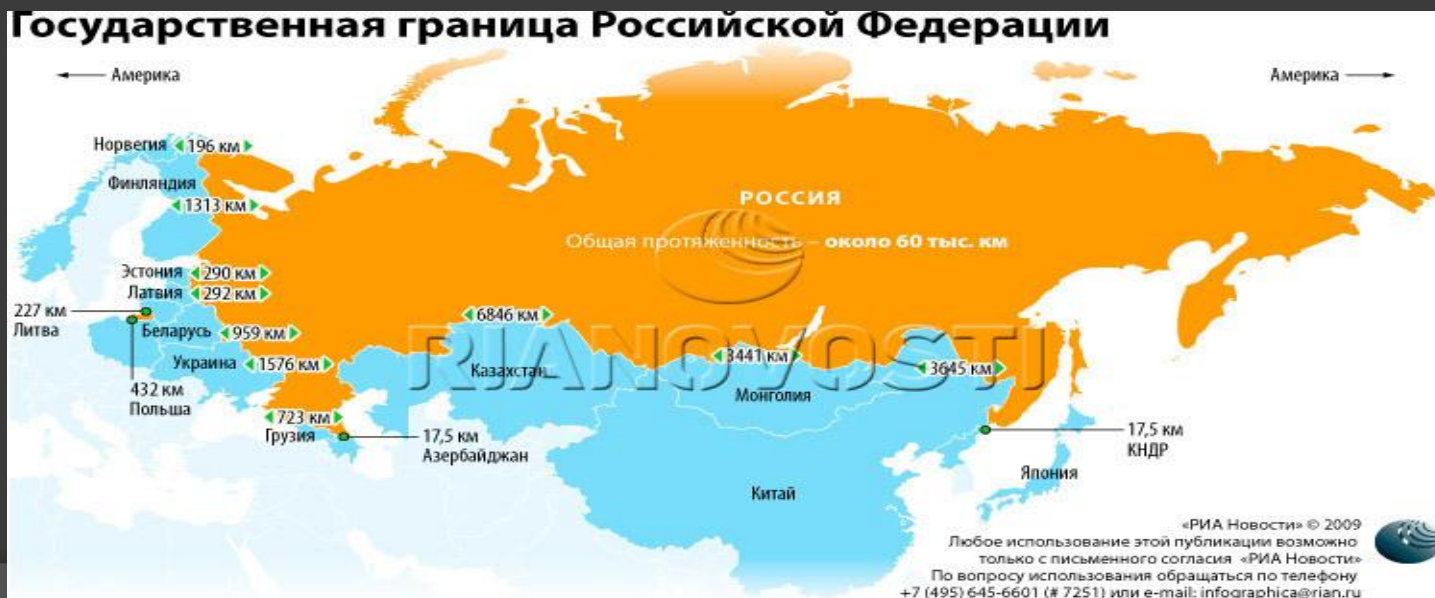 Государственная граница Российской Федерации
Америка
Америка
Норвегия 196 км
Финляндия
1313 км
РОССИЯ
Общая протяженность – около 60 тыс. км
Эстония 290 км
Латвия 292 км
227 км
Литва
Беларусь 959 км
Украина 1576 км
432 км
Польша
723 км
Грузия
17,5 км
Азербайджан
6846 км
Казахстан
RIANOVOSTI
3441 км
Монголия
3645 км
17,5 км
КНДР
Япония
Китай
«РИА Новости» © 2009
Любое использование этой публикации возможно
только с письменного согласия «РИА Новости»
По вопросу использования обращаться по телефону
+7 (495) 645-6601 (# 7251) или e-mail: infographica@rian.ru